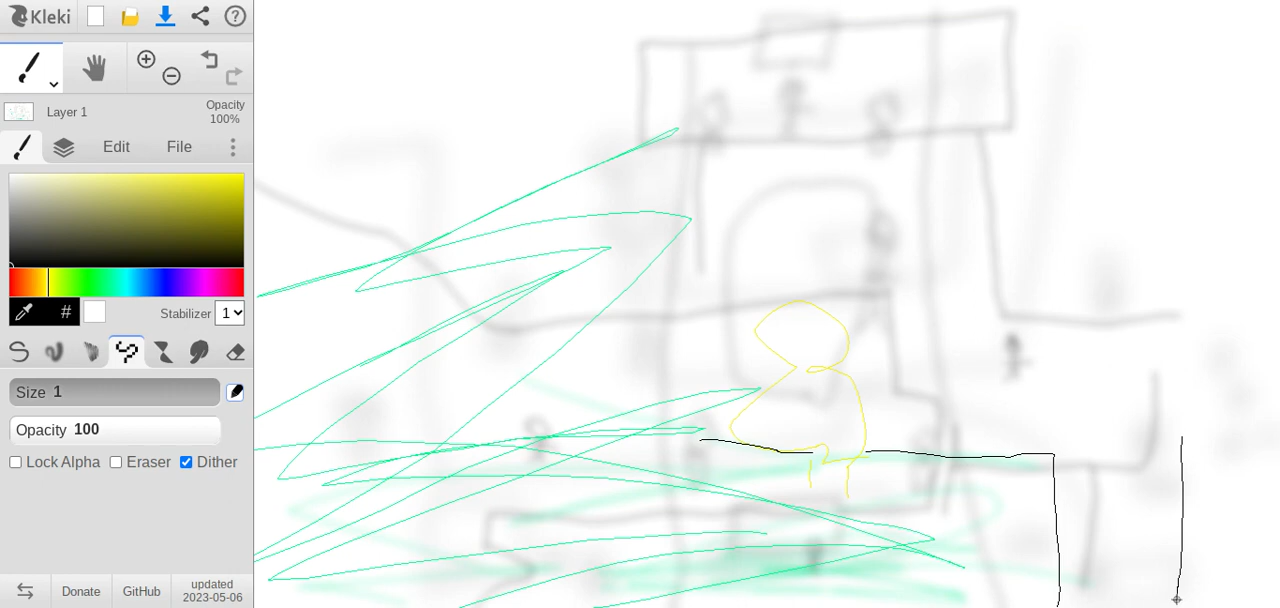 Kleki
Layer 1
Opacity
100%
Edit
File
#
Stabilizer 1
Size 1
Opacity 100
Lock Alpha
Eraser
Dither
Donate
GitHub
updated
2023-05-06